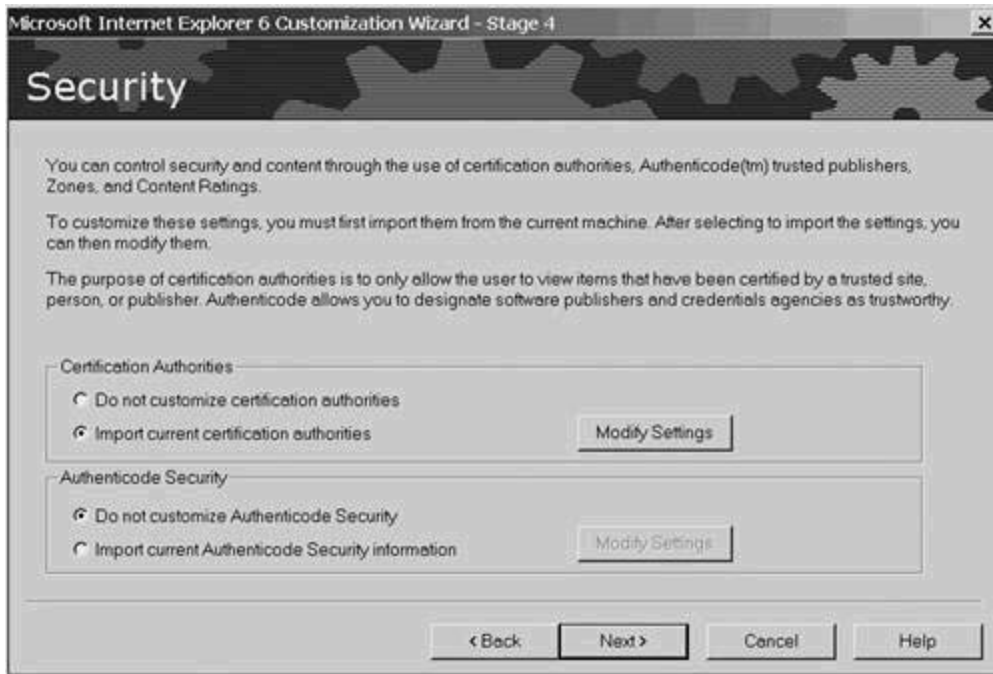 Microsoft Internet Explorer 6 Customization Wizard - Stage 4
Security
You can control security and content through the use of certification authorities, Authenticode(tm) trusted publishers,
Zones, and Content Ratings.
To customize these settings, you must first import them from the current machine. After selecting to import the settings, you
can then modify them.
The purpose of certification authorities is to only allow the user to view items that have been certified by a trusted site,
person, or publisher. Authenticode allows you to designate software publishers and credentials agencies as trustworthy.
Certification Authorities
Do not customize certification authorities
Import current certification authorities
Modify Settings
Authenticode Security
Do not customize Authenticode Security
Import current Authenticode Security information
Modify Settings
< Back
Next >
Cancel
Help